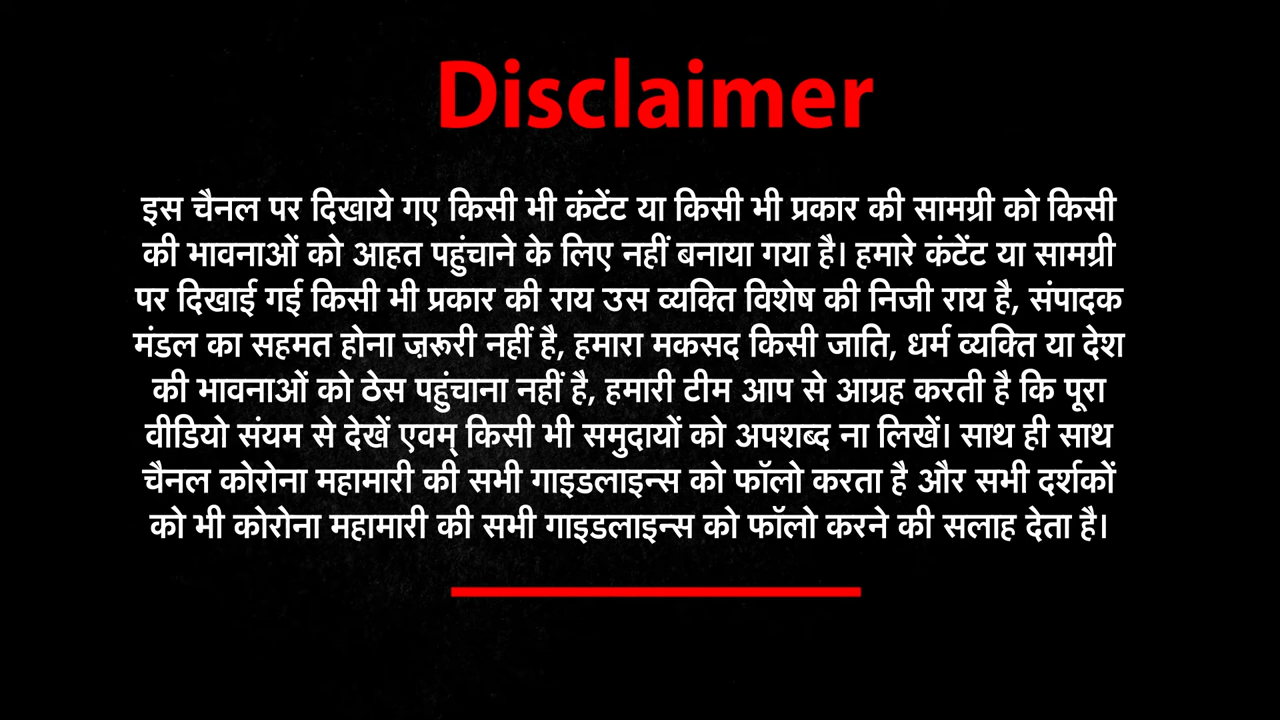 Disclaimer
इस चैनल पर दिखाये गए किसी भी कंटेंट या किसी भी प्रकार की सामग्री को किसी
की भावनाओं को आहत पहुंचाने के लिए नहीं बनाया गया है। हमारे कंटेंट या सामग्री
पर दिखाई गई किसी भी प्रकार की राय उस व्यक्ति विशेष की निजी राय है, संपादक
मंडल का सहमत होना ज़रूरी नहीं है, हमारा मकसद किसी जाति, धर्म व्यक्ति या देश
की भावनाओं को ठेस पहुंचाना नहीं है, हमारी टीम आप से आग्रह करती है कि पूरा
वीडियो संयम से देखें एवम् किसी भी समुदायों को अपशब्द ना लिखें। साथ ही साथ
चैनल कोरोना महामारी की सभी गाइडलाइन्स को फॉलो करता है और सभी दर्शकों
को भी कोरोना महामारी की सभी गाइडलाइन्स को फॉलो करने की सलाह देता है।